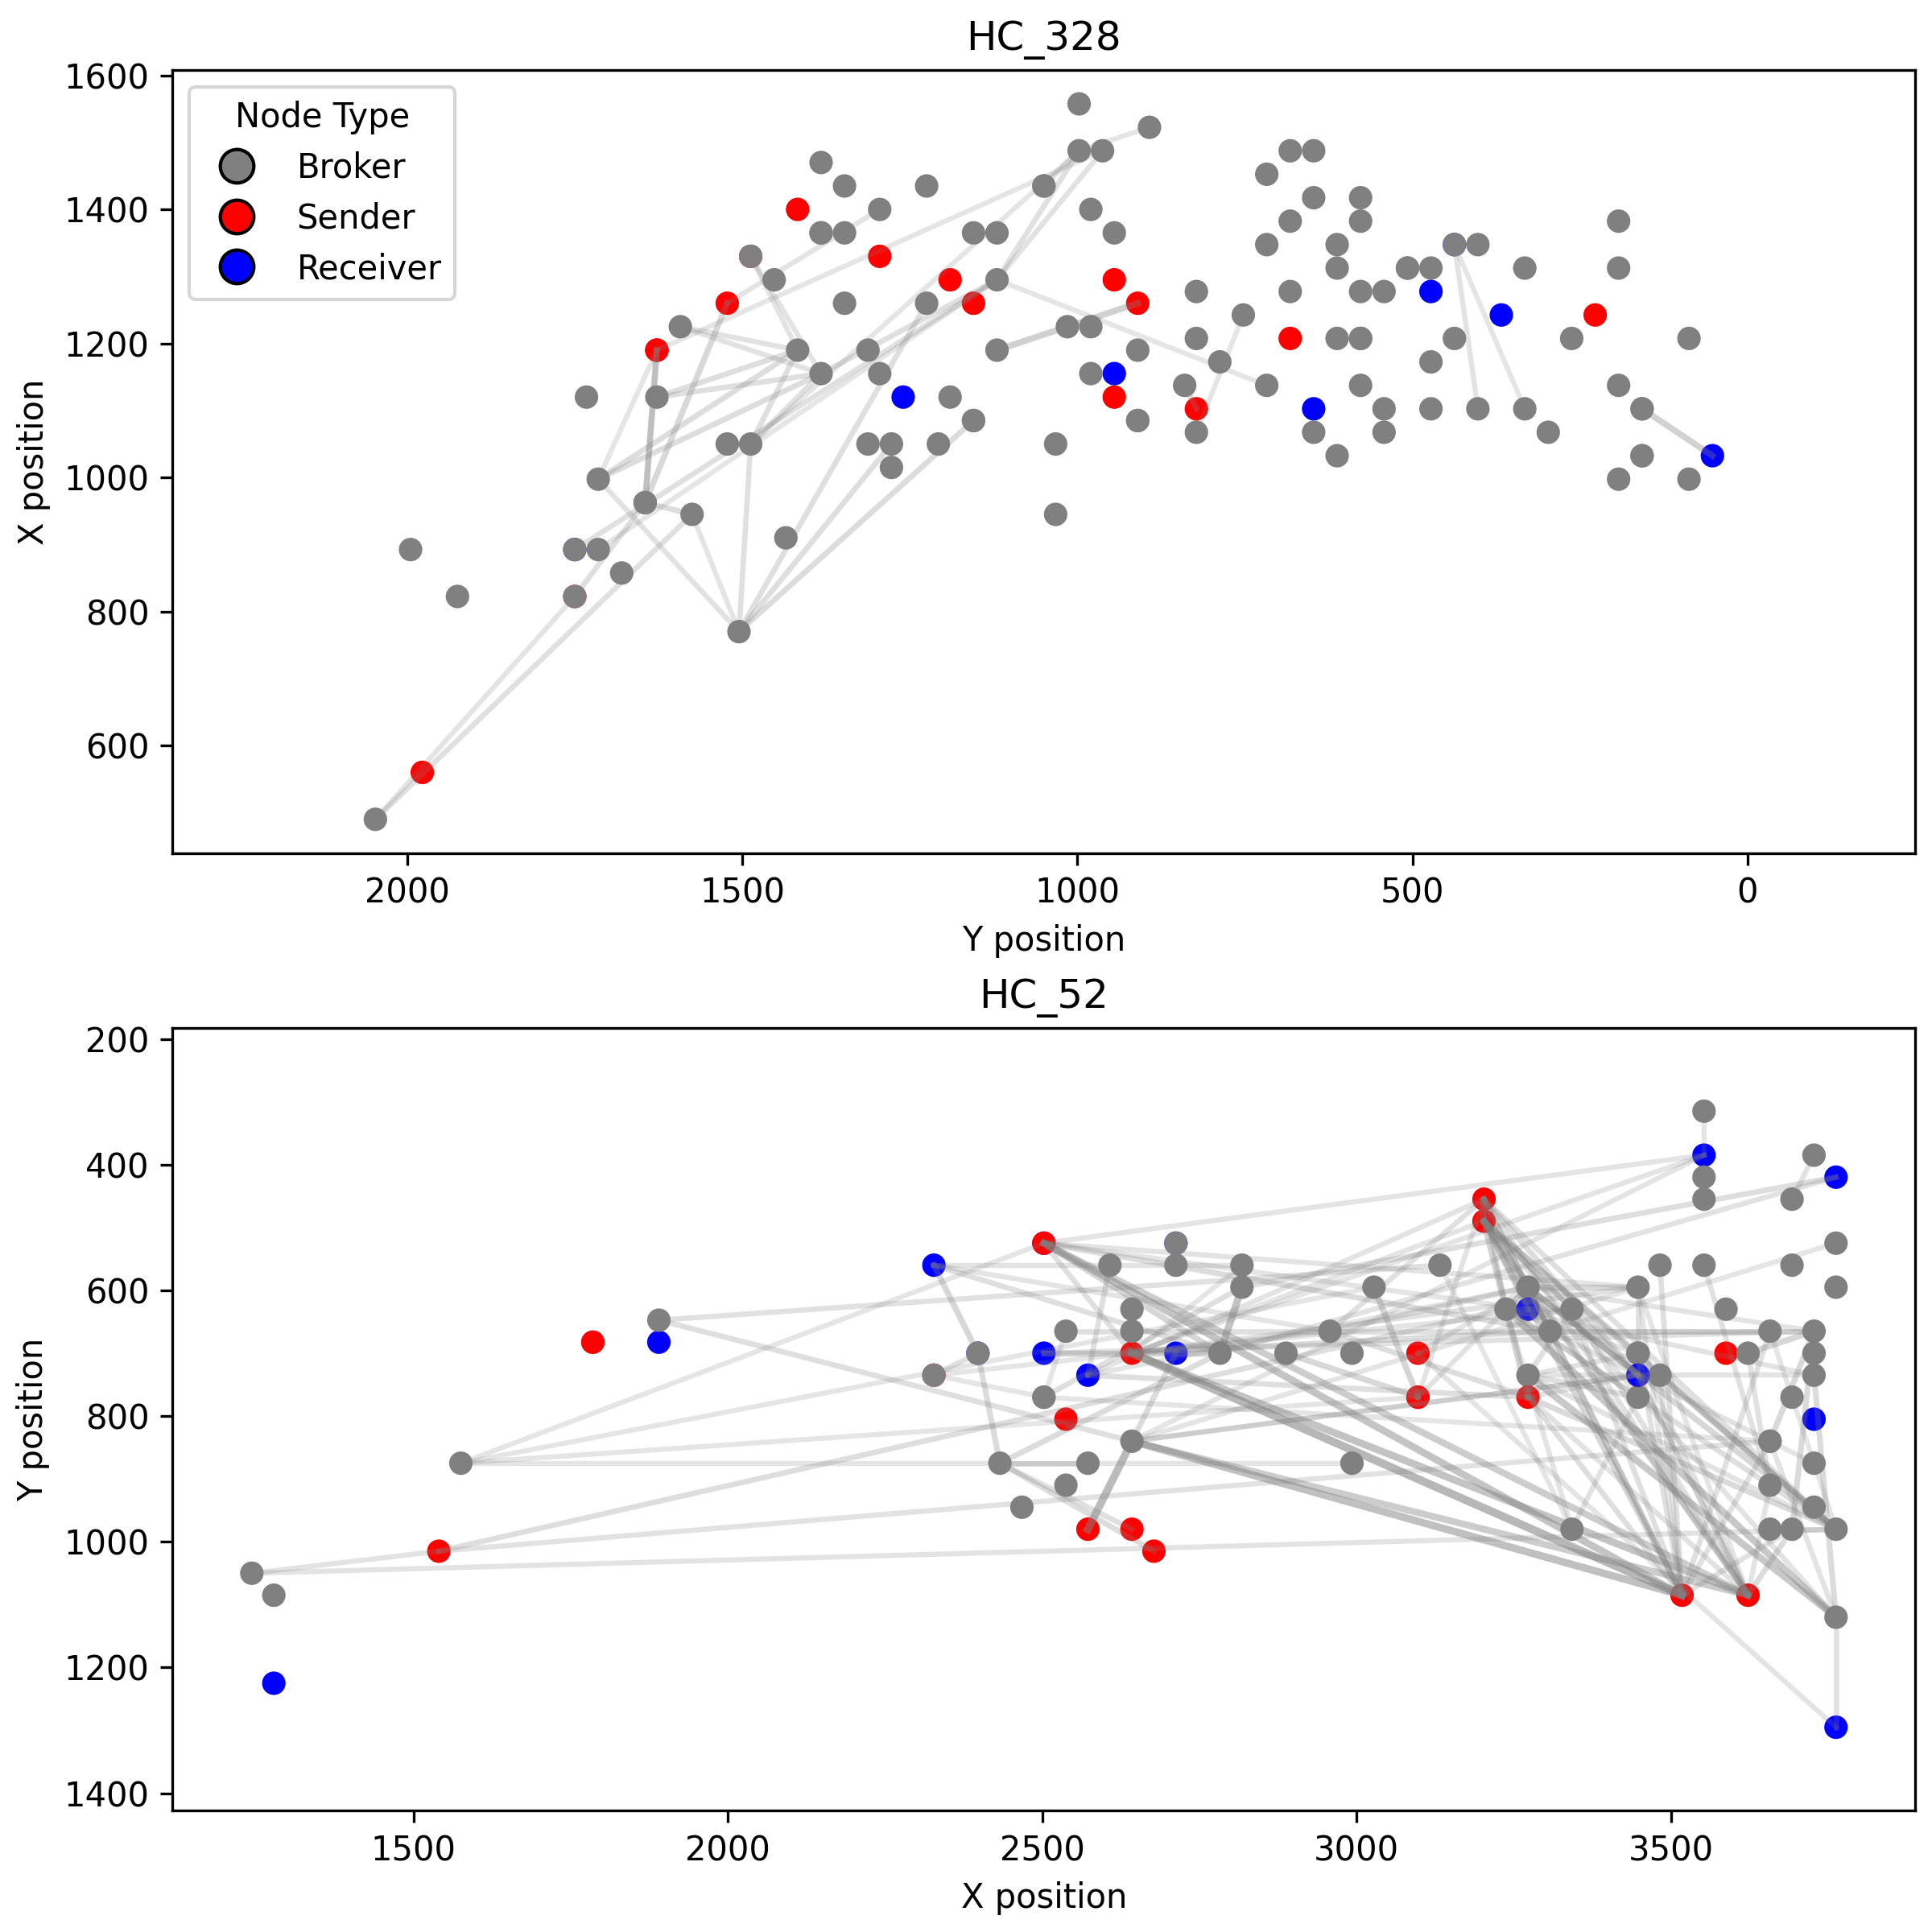 HC_328
1600
1400
1200
1000
800
600
X position
Node Type
Broker
Sender
Receiver
2000 1500 1000 500 0
Y position
HC_52
200
400
600
800
1000
1200
1400
Y position
1500 2000 2500 3000 3500
X position